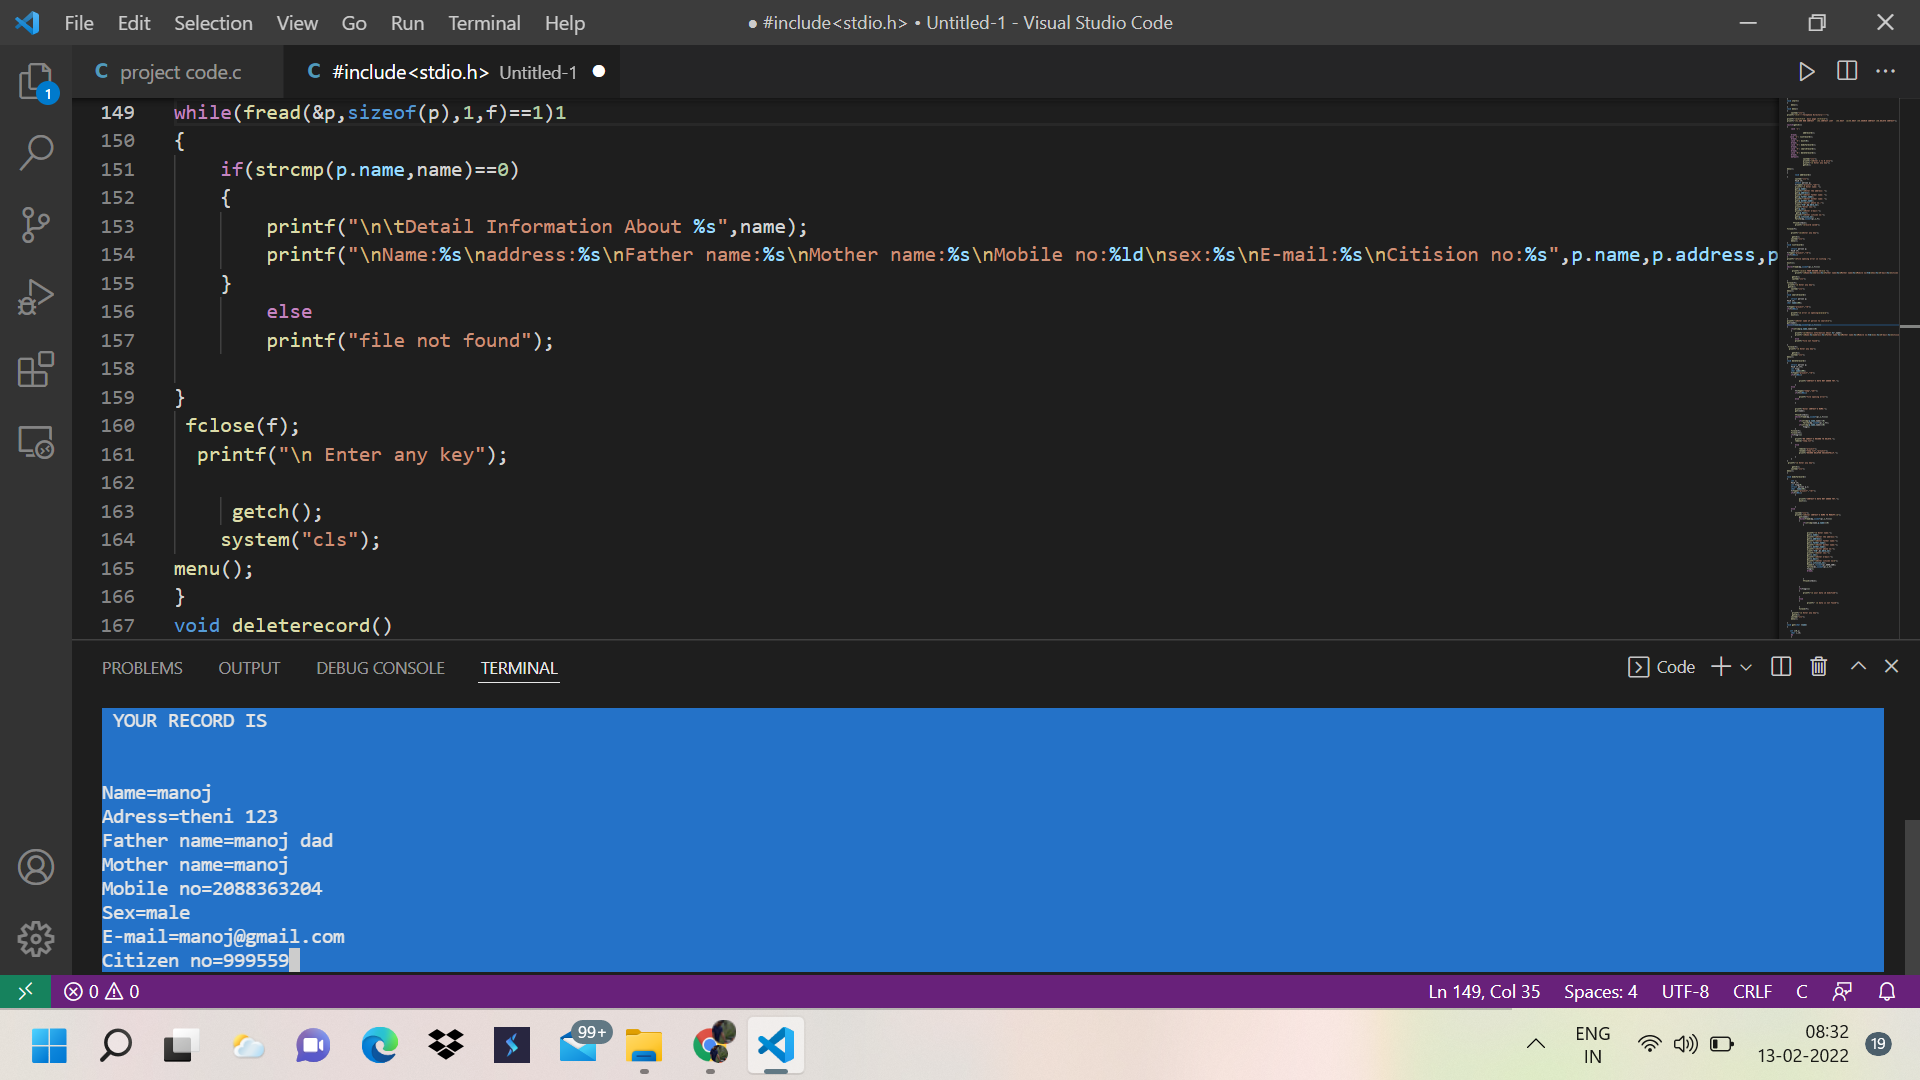 File Edit Selection View Go Run Terminal Help
● #include<stdio.h> • Untitled-1 - Visual Studio Code
C project code.c
C #include<stdio.h> Untitled-1 ●
1
149 while(fread(&p,sizeof(p),1,f)==1)1
150 {
151 if(strcmp(p.name,name)==0)
152 {
153 printf("\n\tDetail Information About %s",name);
154 printf("\nName:%s\naddress:%s\nFather name:%s\nMother name:%s\nMobile no:%ld\nsex:%s\nE-mail:%s\nCitision no:%s",p.name,p.address,p
155 }
156 else
157 printf("file not found");
158
159 }
160 fclose(f);
161 printf("\n Enter any key");
162
163 getch();
164 system("cls");
165 menu();
166 }
167 void deleterecord()
PROBLEMS OUTPUT DEBUG CONSOLE TERMINAL
Code
YOUR RECORD IS
Name=manoj
Adress=theni 123
Father name=manoj dad
Mother name=manoj
Mobile no=2088363204
Sex=male
E-mail=manoj@gmail.com
Citizen no=999559
0 0
Ln 149, Col 35 Spaces: 4 UTF-8 CRLF C
99+
ENG
IN
08:32
13-02-2022
19